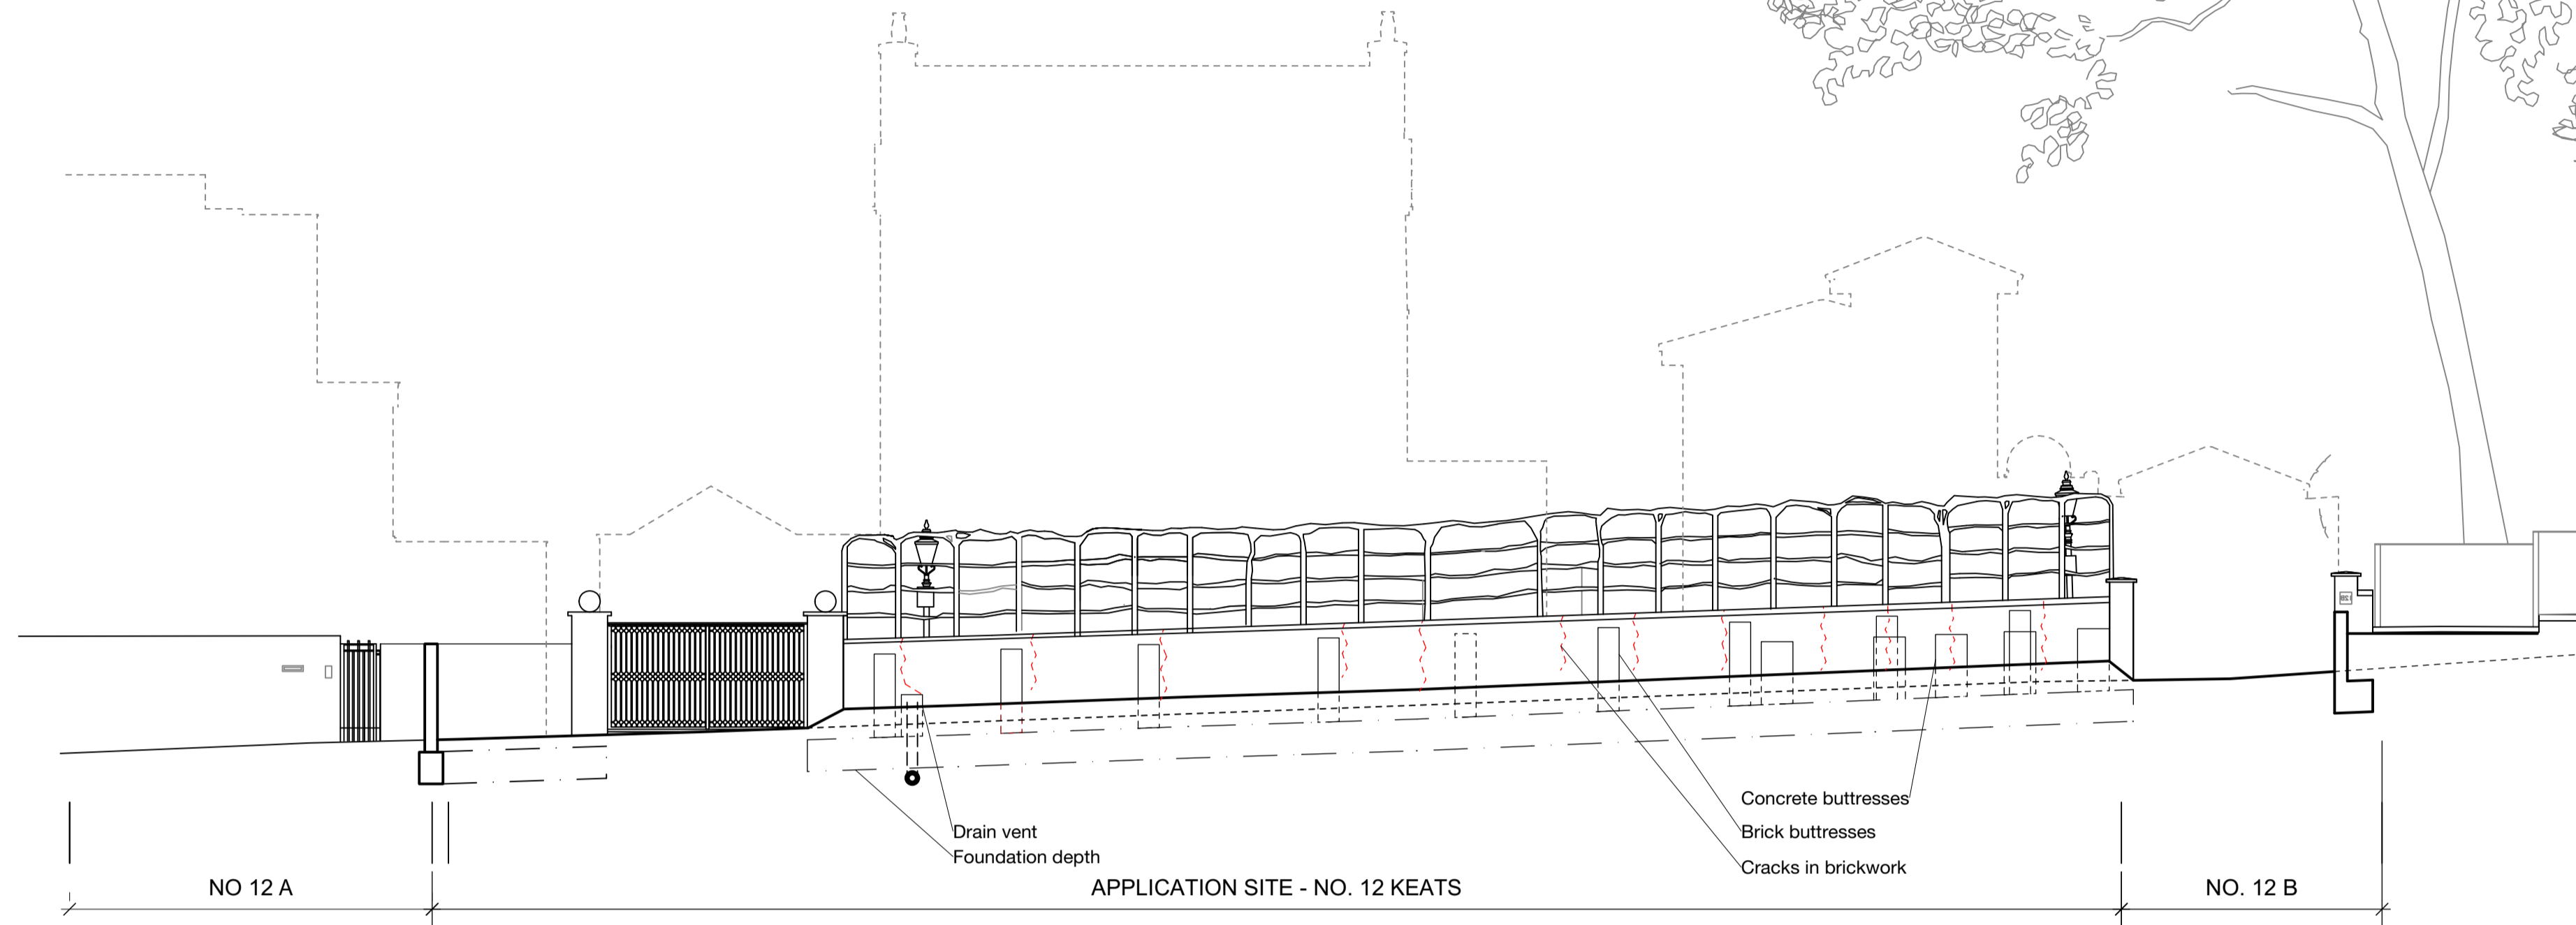 Concrete buttresses
Drain vent
Brick buttresses
Foundation depth
Cracks in brickwork
NO 12 A
APPLICATION SITE - NO. 12 KEATS
NO. 12 B